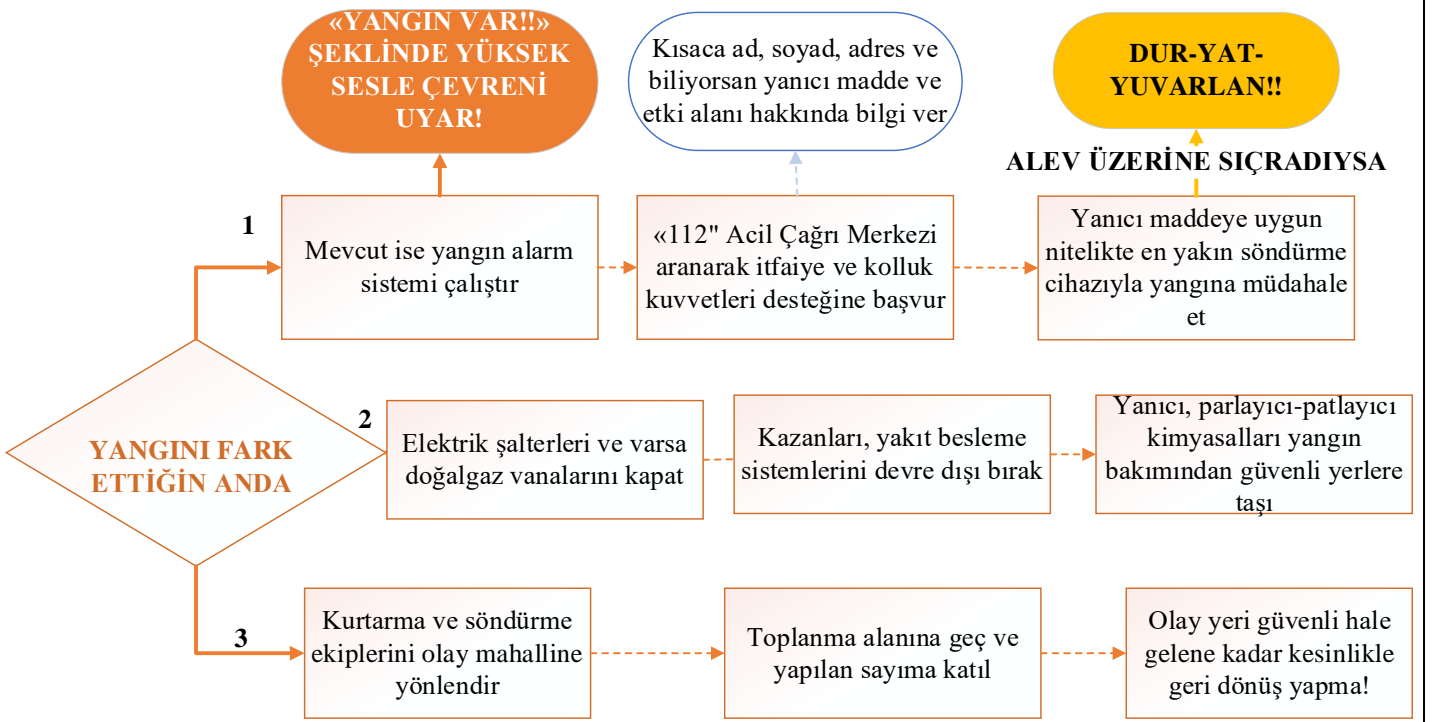 «YANGIN VAR!!»
ŞEKLİNDE YÜKSEK
SESLE ÇEVRENİ
UYAR!
Kısaca ad, soyad, adres ve
biliyorsan yanıcı madde ve
etki alanı hakkında bilgi ver
DUR-YAT-
YUVARLAN!!
ALEV ÜZERİNE SIÇRADIYSA
1
Mevcut ise yangın alarm
sistemi çalıştır
«112" Acil Çağrı Merkezi
aranarak itfaiye ve kolluk
kuvvetleri desteğine başvur
Yanıcı maddeye uygun
nitelikte en yakın söndürme
cihazıyla yangına müdahale
et
YANGINI FARK
ETTİĞİN ANDA
2
Elektrik şalterleri ve varsa
doğalgaz vanalarını kapat
Kazanları, yakıt besleme
sistemlerini devre dışı bırak
Yanıcı, parlayıcı-patlayıcı
kimyasalları yangın
bakımından güvenli yerlere
taşı
3
Kurtarma ve söndürme
ekiplerini olay mahalline
yönlendir
Toplanma alanına geç ve
yapılan sayıma katıl
Olay yeri güvenli hale
gelene kadar kesinlikle
geri dönüş yapma!